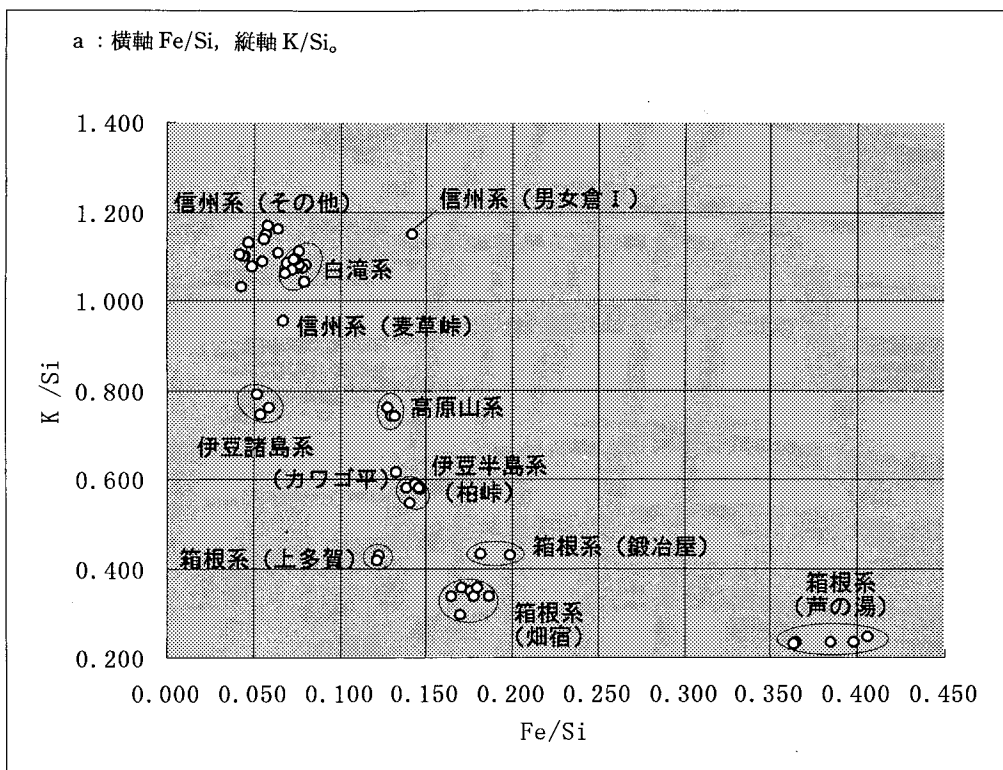 a：横軸 Fe/Si，縦軸 K/Si。
1.400
1.200
1.000
0.800
0.600
0.400
0.200
K /Si
信州系（その他）
信州系（男女倉Ⅰ）
白滝系
信州系（麦草峠）
高原山系
伊豆諸島系
（カワゴ平）
伊豆半島系
（柏峠）
箱根系（上多賀）
箱根系（鍛冶屋）
箱根系
（畑宿）
箱根系
（芦の湯）
0.000 0.050 0.100 0.150 0.200 0.250 0.300 0.350 0.400 0.450
Fe/Si